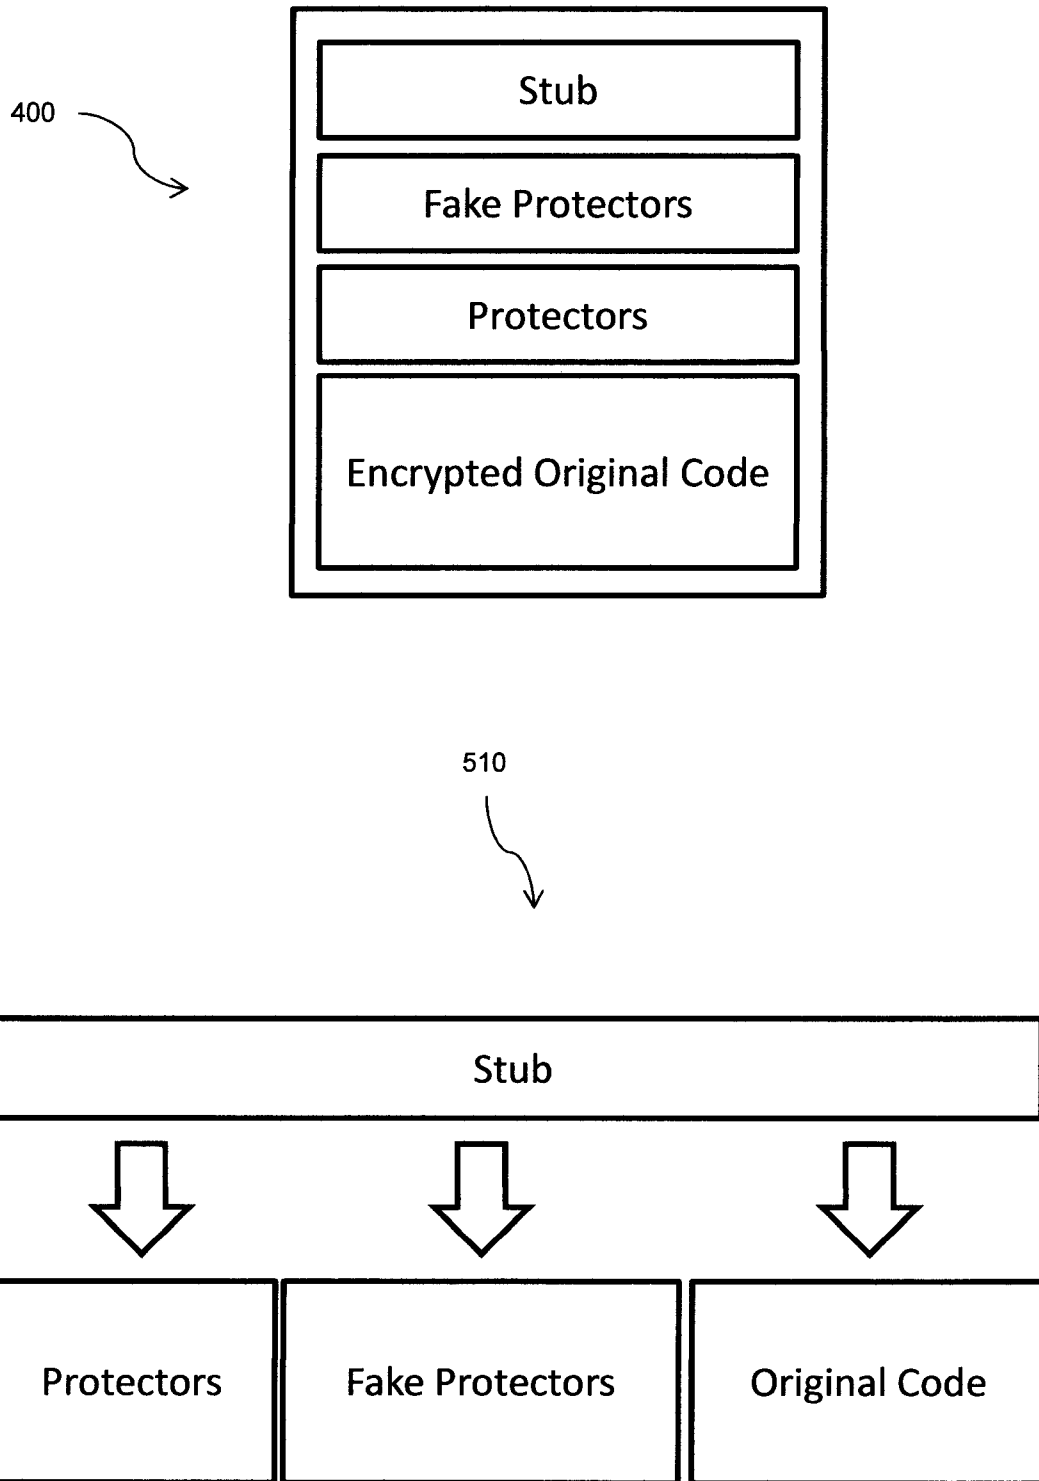 Stub
400
Fake Protectors
Protectors
Encrypted Original Code
510
Stub
Protectors
Fake Protectors
Original Code